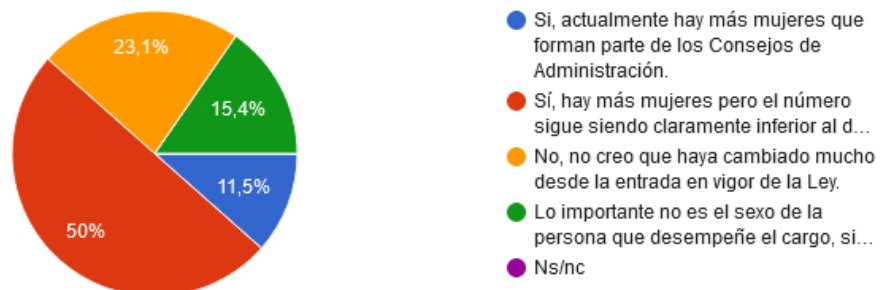 23,1%
15,4%
11,5%
50%
Si, actualmente hay más mujeres que
forman parte de los Consejos de
Administración.
Sí, hay más mujeres pero el número
sigue siendo claramente inferior al d...
No, no creo que haya cambiado mucho
desde la entrada en vigor de la Ley.
Lo importante no es el sexo de la
persona que desempeñe el cargo, si...
Ns/nc